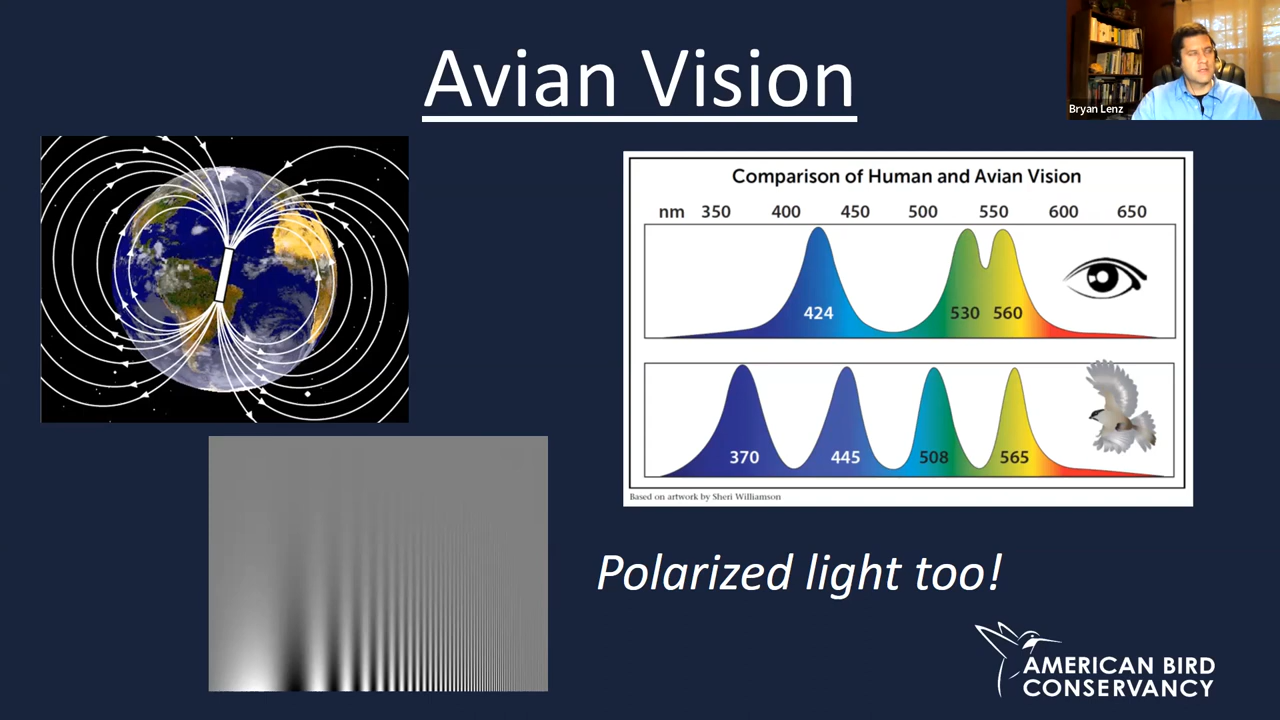 Avian Vision
Bryan Lenz
Comparison of Human and Avian Vision
nm 350 400 450 500 550 600 650
424 530 560
370 445 508 565
Based on artwork by Sheri Williamson
Polarized light too!
AMERICAN BIRD
CONSERVANCY